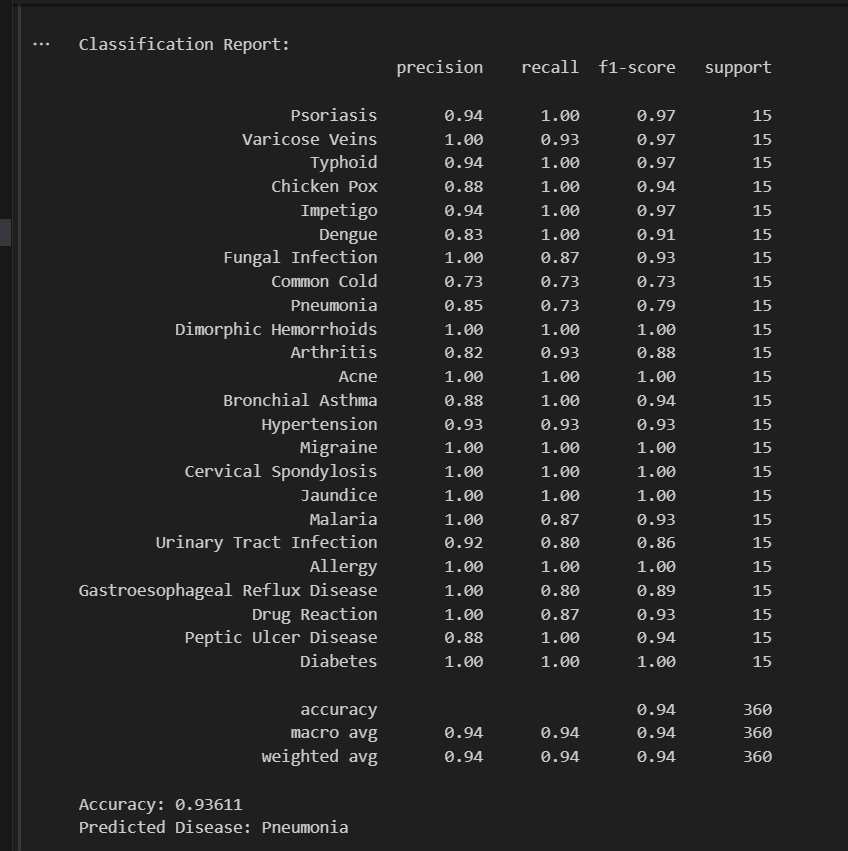 ... Classification Report:
precision recall f1-score support
Psoriasis 0.94 1.00 0.97 15
Varicose Veins 1.00 0.93 0.97 15
Typhoid 0.94 1.00 0.97 15
Chicken Pox 0.88 1.00 0.94 15
Impetigo 0.94 1.00 0.97 15
Dengue 0.83 1.00 0.91 15
Fungal Infection 1.00 0.87 0.93 15
Common Cold 0.73 0.73 0.73 15
Pneumonia 0.85 0.73 0.79 15
Dimorphic Hemorrhoids 1.00 1.00 1.00 15
Arthritis 0.82 0.93 0.88 15
Acne 1.00 1.00 1.00 15
Bronchial Asthma 0.88 1.00 0.94 15
Hypertension 0.93 0.93 0.93 15
Migraine 1.00 1.00 1.00 15
Cervical Spondylosis 1.00 1.00 1.00 15
Jaundice 1.00 1.00 1.00 15
Malaria 1.00 0.87 0.93 15
Urinary Tract Infection 0.92 0.80 0.86 15
Allergy 1.00 1.00 1.00 15
Gastroesophageal Reflux Disease 1.00 0.80 0.89 15
Drug Reaction 1.00 0.87 0.93 15
Peptic Ulcer Disease 0.88 1.00 0.94 15
Diabetes 1.00 1.00 1.00 15
accuracy 0.94 360
macro avg 0.94 0.94 0.94 360
weighted avg 0.94 0.94 0.94 360
Accuracy: 0.93611
Predicted Disease: Pneumonia